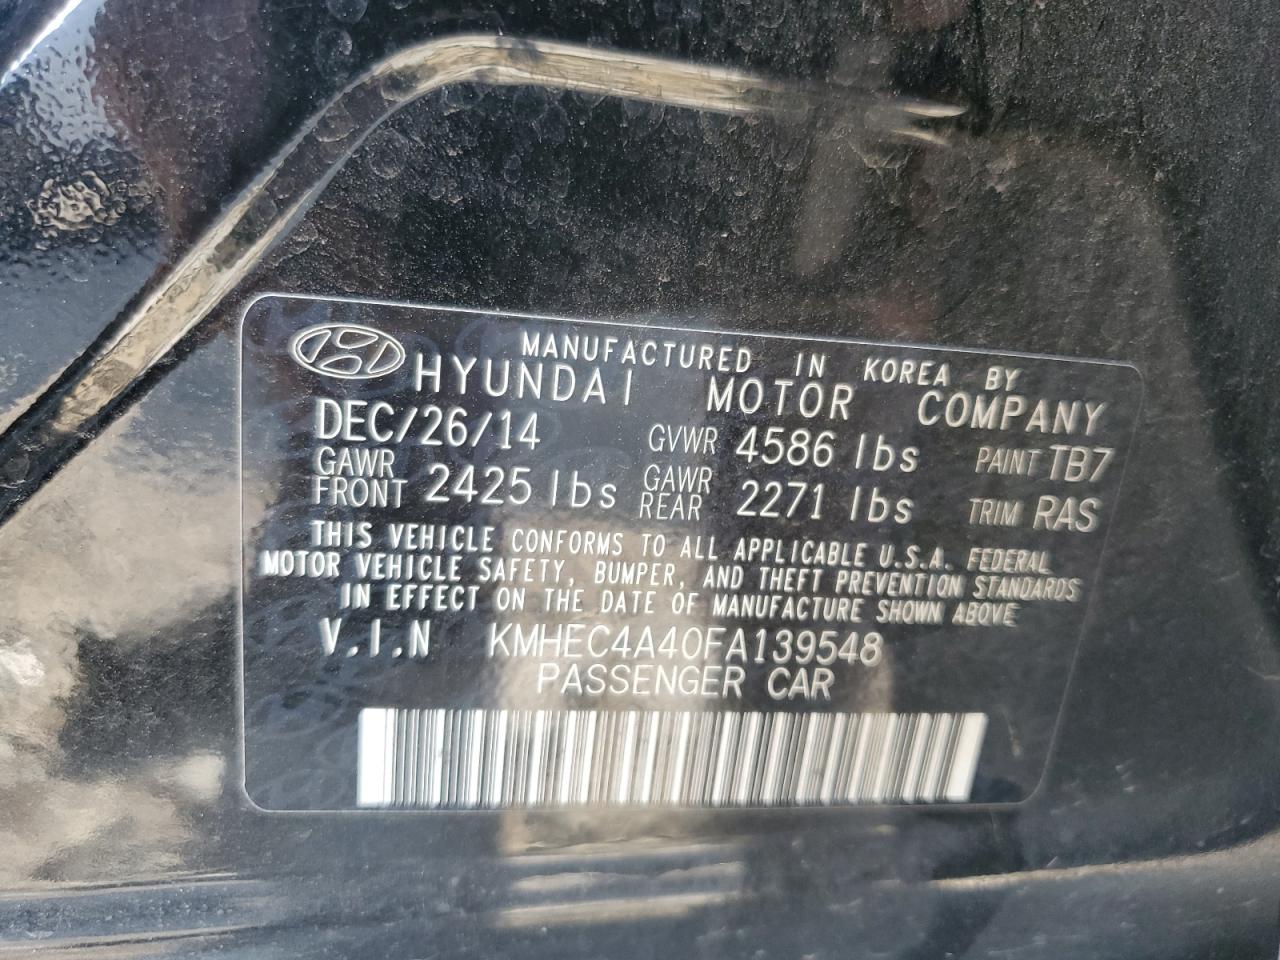 MANUFACTURED IN KOREA BY
HYUNDAI MOTOR COMPANY
DEC/26/14 GVWR 4586 lbs PAINT TB7
GAWR FRONT 2425 lbs GAWR REAR 2271 lbs TRIM RAS
THIS VEHICLE CONFORMS TO ALL APPLICABLE U.S.A. FEDERAL
MOTOR VEHICLE SAFETY, BUMPER, AND THEFT PREVENTION STANDARDS
IN EFFECT ON THE DATE OF MANUFACTURE SHOWN ABOVE
V.I.N KMHEC4A40FA139548
PASSENGER CAR